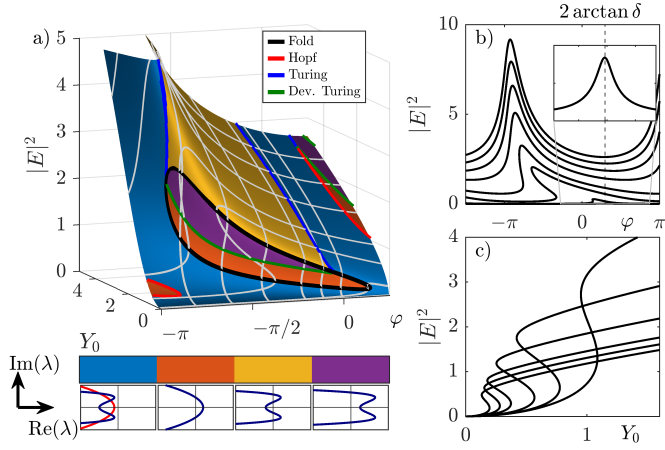 a)
|E|²
5
4
3
2
1
0
4
2
0
Y₀
−π
−π/2
0
φ
Fold
Hopf
Turing
Dev. Turing
Im(λ)
Re(λ)
2 arctan δ
b)
|E|²
10
5
0
−π
0
φ
π
c)
|E|²
4
3
2
1
0
0
1
Y₀